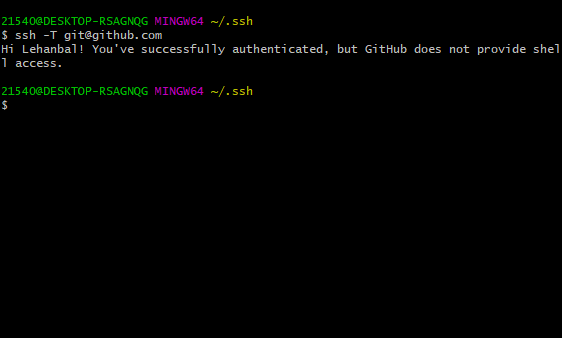 21540@DESKTOP-RSAGNQG MINGW64 ~/.ssh
$ ssh -T git@github.com
Hi Lehanbal! You've successfully authenticated, but GitHub does not provide shel
l access.
21540@DESKTOP-RSAGNQG MINGW64 ~/.ssh
$